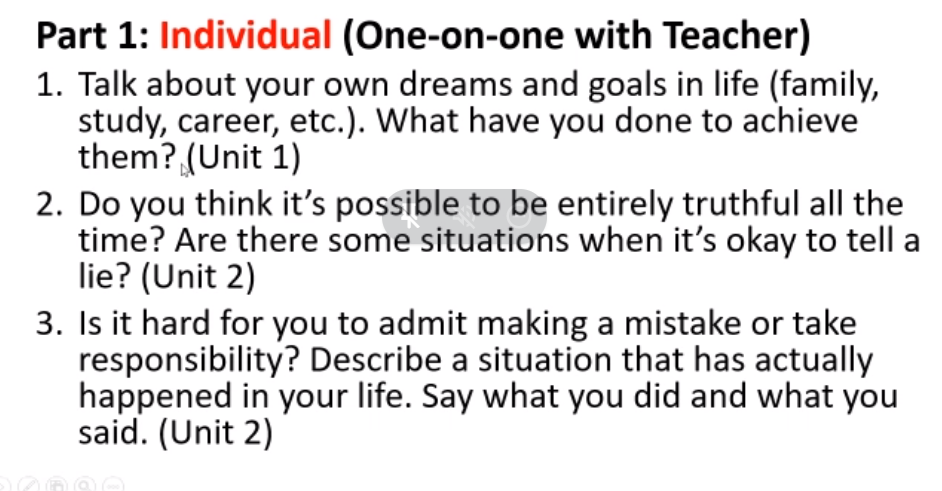 Part 1: Individual (One-on-one with Teacher)
1. Talk about your own dreams and goals in life (family,
study, career, etc.). What have you done to achieve
them? (Unit 1)
2. Do you think it’s possible to be entirely truthful all the
time? Are there some situations when it’s okay to tell a
lie? (Unit 2)
3. Is it hard for you to admit making a mistake or take
responsibility? Describe a situation that has actually
happened in your life. Say what you did and what you
said. (Unit 2)